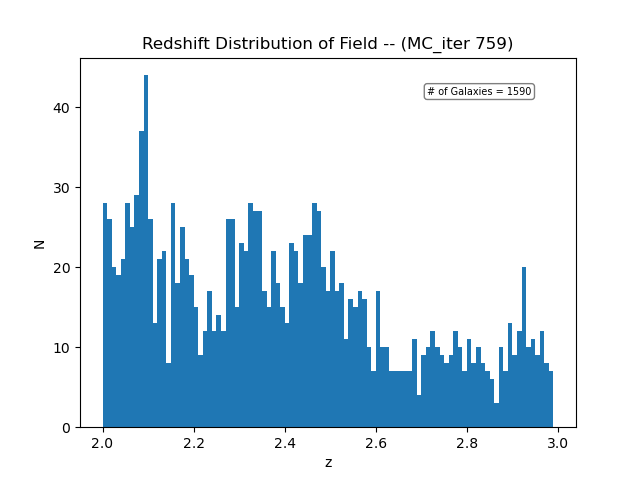 Redshift Distribution of Field -- (MC_iter 759)
# of Galaxies = 1590
40
30
20
10
0
N
2.0 2.2 2.4 2.6 2.8 3.0
z